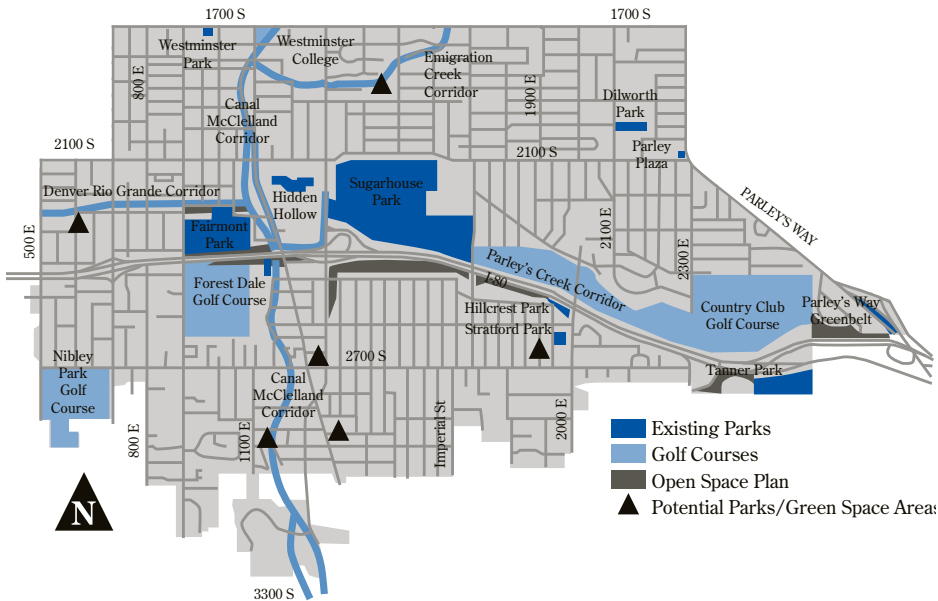 1700 S
1700 S
Westminster
Park
Westminster
College
Emigration
Creek
Corridor
800 E
1900 E
Canal
McClelland
Corridor
Dilworth
Park
2100 S
2100 S
Parley
Plaza
Denver Rio Grande Corridor
Hidden
Hollow
Sugarhouse
Park
PARLEY'S WAY
500 E
Fairmont
Park
2100 E
2300 E
Parley's Creek Corridor
I-80
Forest Dale
Golf Course
Hillcrest Park
Stratford Park
Country Club
Golf Course
Parley's Way
Greenbelt
Nibley
Park
Golf
Course
2700 S
Tanner Park
Canal
McClelland
Corridor
800 E
1100 E
Imperial St
2000 E
Existing Parks
Golf Courses
Open Space Plan
Potential Parks/Green Space Areas
N
3300 S